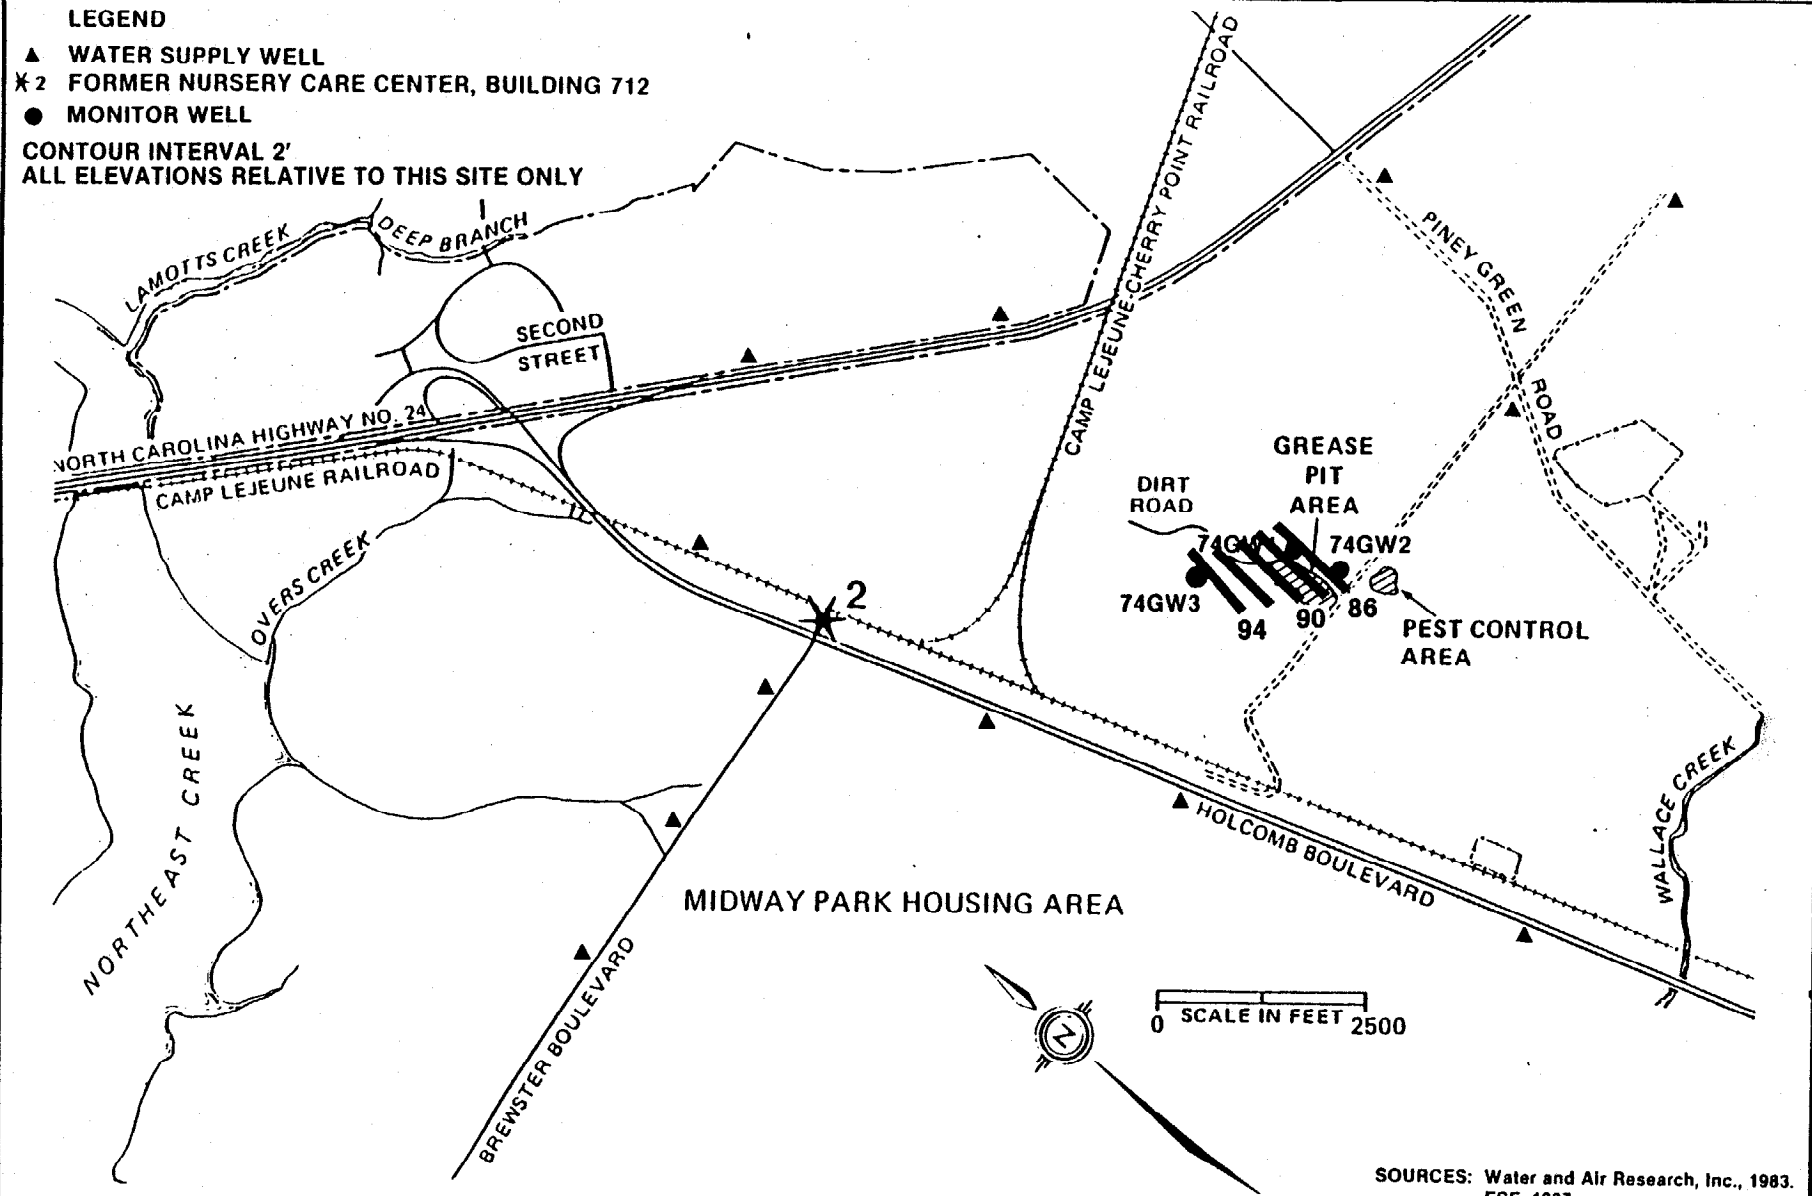 LEGEND
WATER SUPPLY WELL
2 FORMER NURSERY CARE CENTER, BUILDING 712
MONITOR WELL
CONTOUR INTERVAL 2'
ALL ELEVATIONS RELATIVE TO THIS SITE ONLY
LAMOTTS CREEK
DEEP BRANCH
SECOND
STREET
NORTH CAROLINA HIGHWAY NO. 24
CAMP LEJEUNE RAILROAD
CAMP LEJEUNE-CHERRY POINT RAILROAD
PINEY GREEN
ROAD
GREASE
PIT
AREA
DIRT
ROAD
74GW2
74GW3
94
90
86
PEST CONTROL
AREA
OVERS CREEK
2
NORTHEAST CREEK
WALLACE CREEK
HOLCOMB BOULEVARD
MIDWAY PARK HOUSING AREA
BREWSTER BOULEVARD
N
0 SCALE IN FEET 2500
SOURCES: Water and Air Research, Inc., 1983.